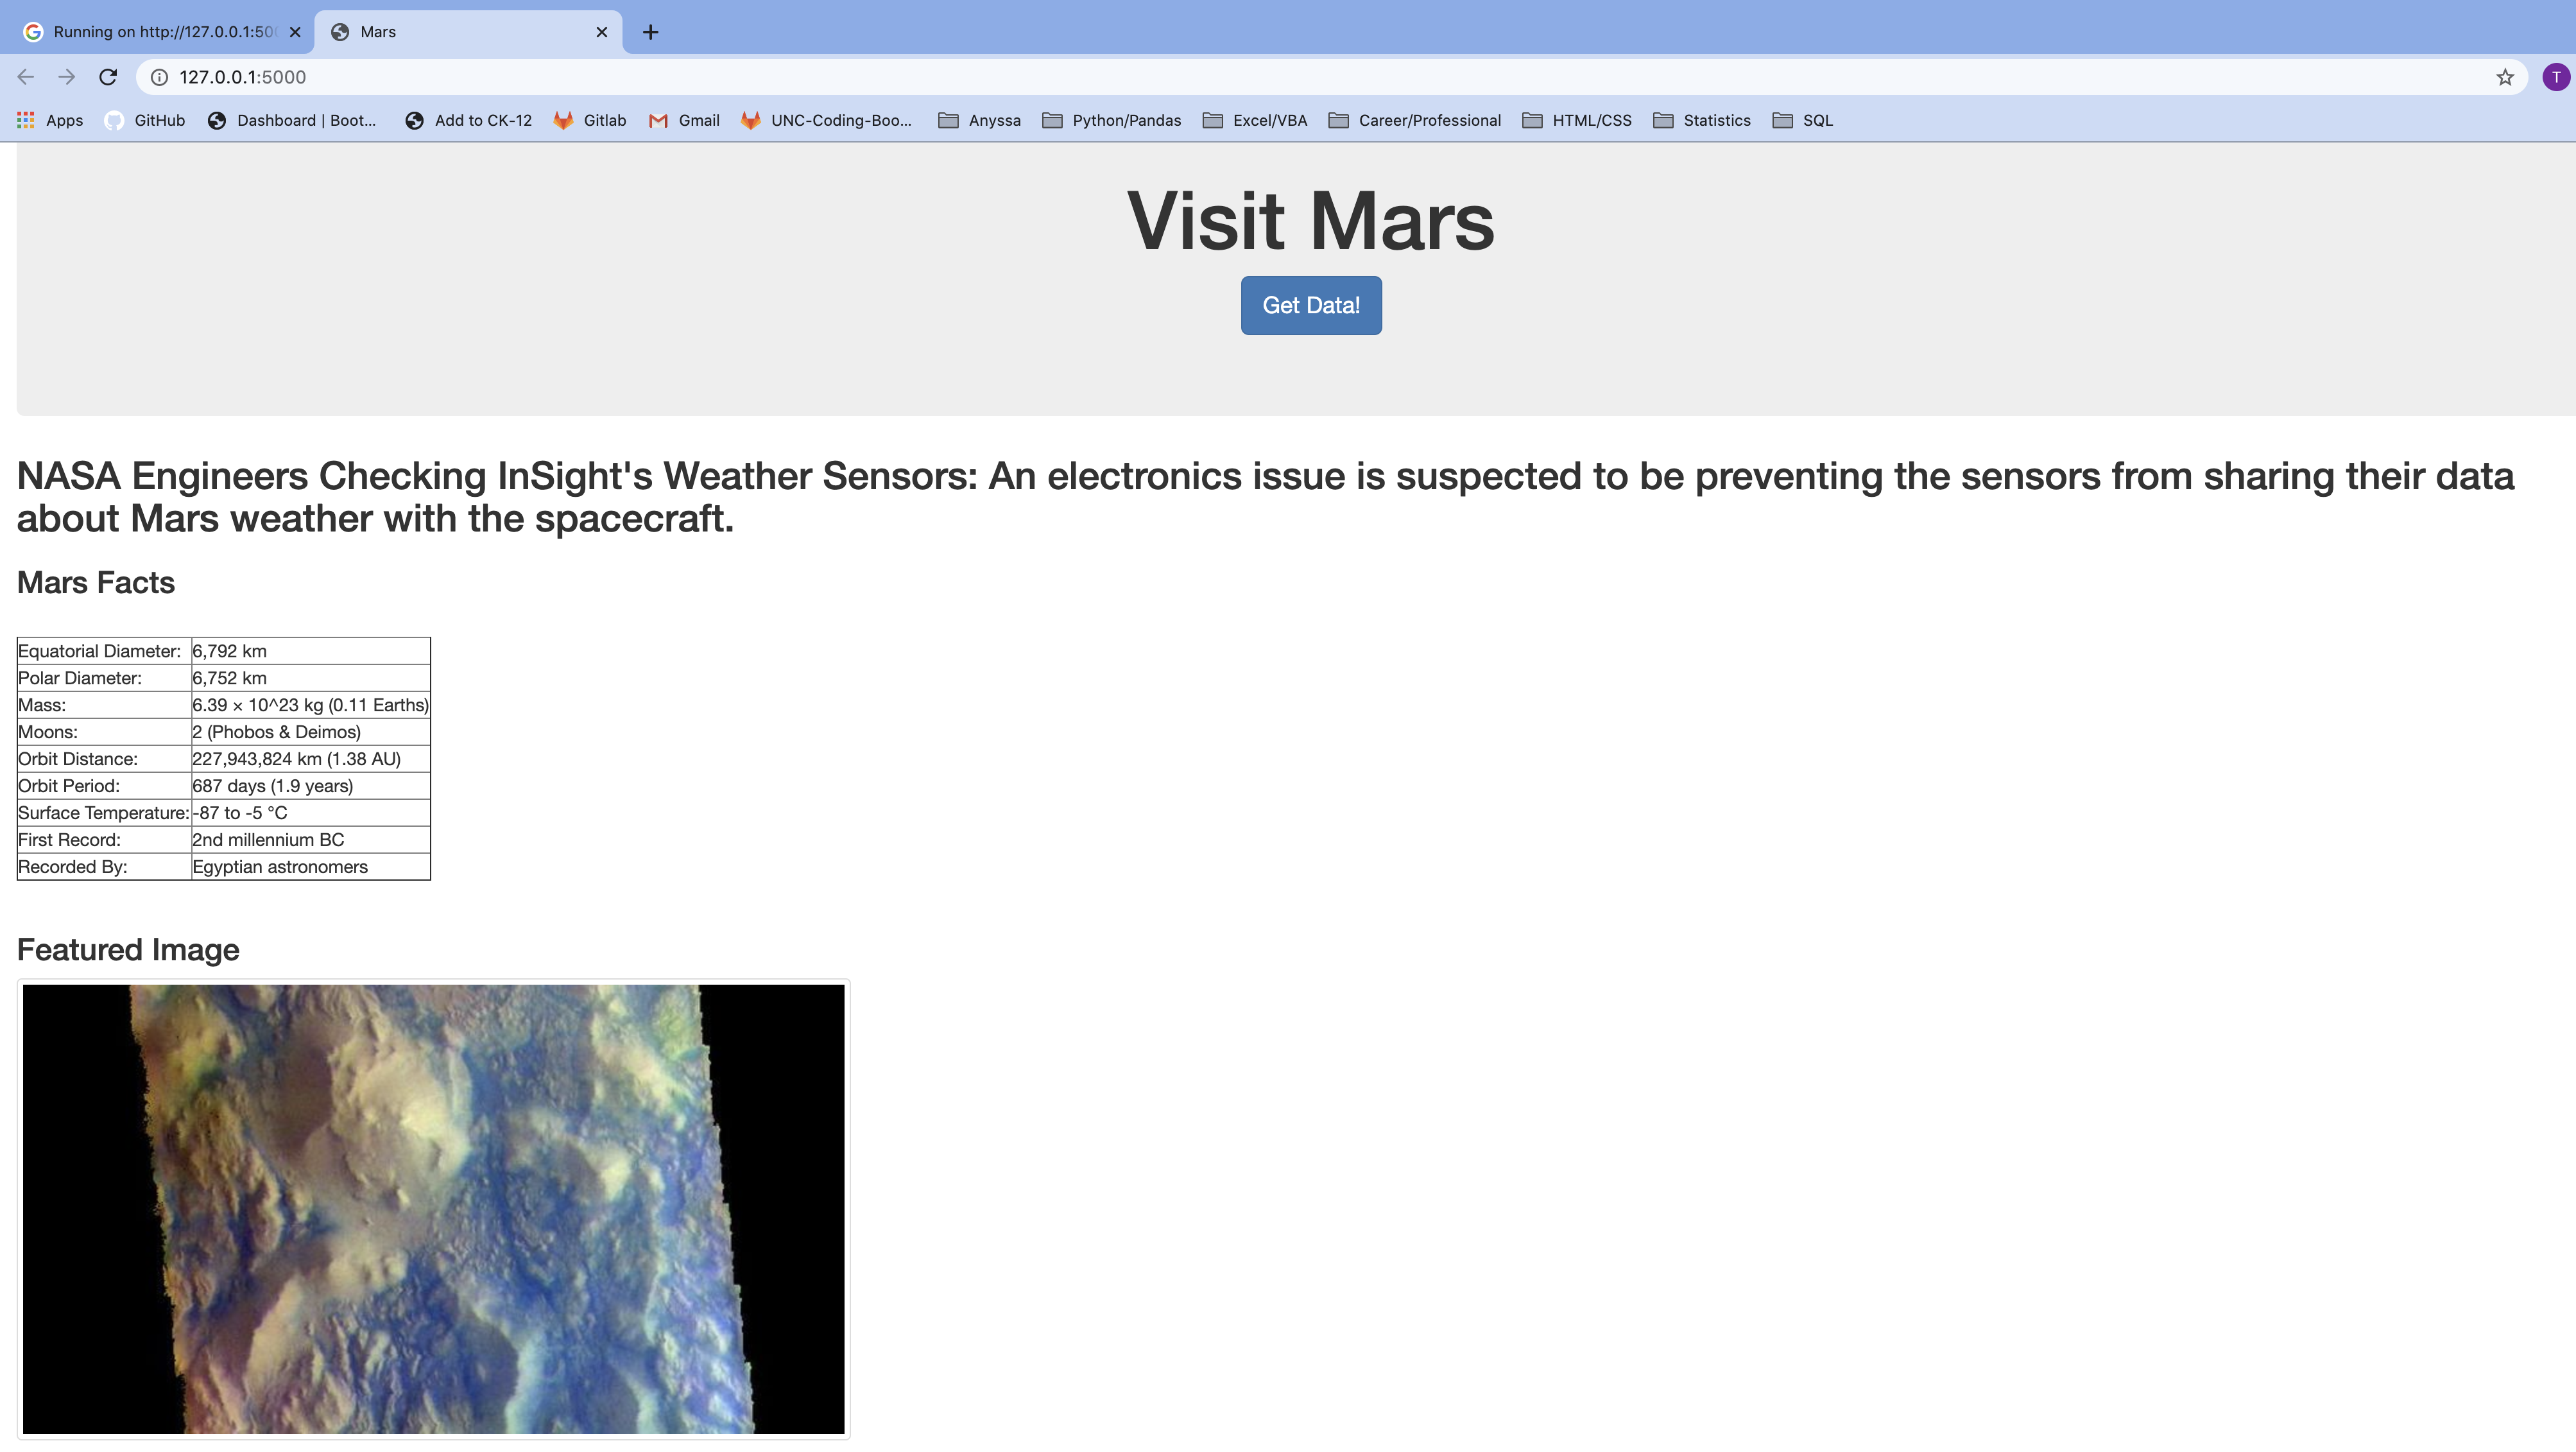 Running on http://127.0.0.1:500
Mars
127.0.0.1:5000
T
Apps GitHub Dashboard | Boot... Add to CK-12 Gitlab Gmail UNC-Coding-Boo... Anyssa Python/Pandas Excel/VBA Career/Professional HTML/CSS Statistics SQL
Visit Mars
Get Data!
NASA Engineers Checking InSight's Weather Sensors: An electronics issue is suspected to be preventing the sensors from sharing their data
about Mars weather with the spacecraft.
Mars Facts
Equatorial Diameter: 6,792 km
Polar Diameter: 6,752 km
Mass: 6.39 × 10^23 kg (0.11 Earths)
Moons: 2 (Phobos & Deimos)
Orbit Distance: 227,943,824 km (1.38 AU)
Orbit Period: 687 days (1.9 years)
Surface Temperature: -87 to -5 °C
First Record: 2nd millennium BC
Recorded By: Egyptian astronomers
Featured Image